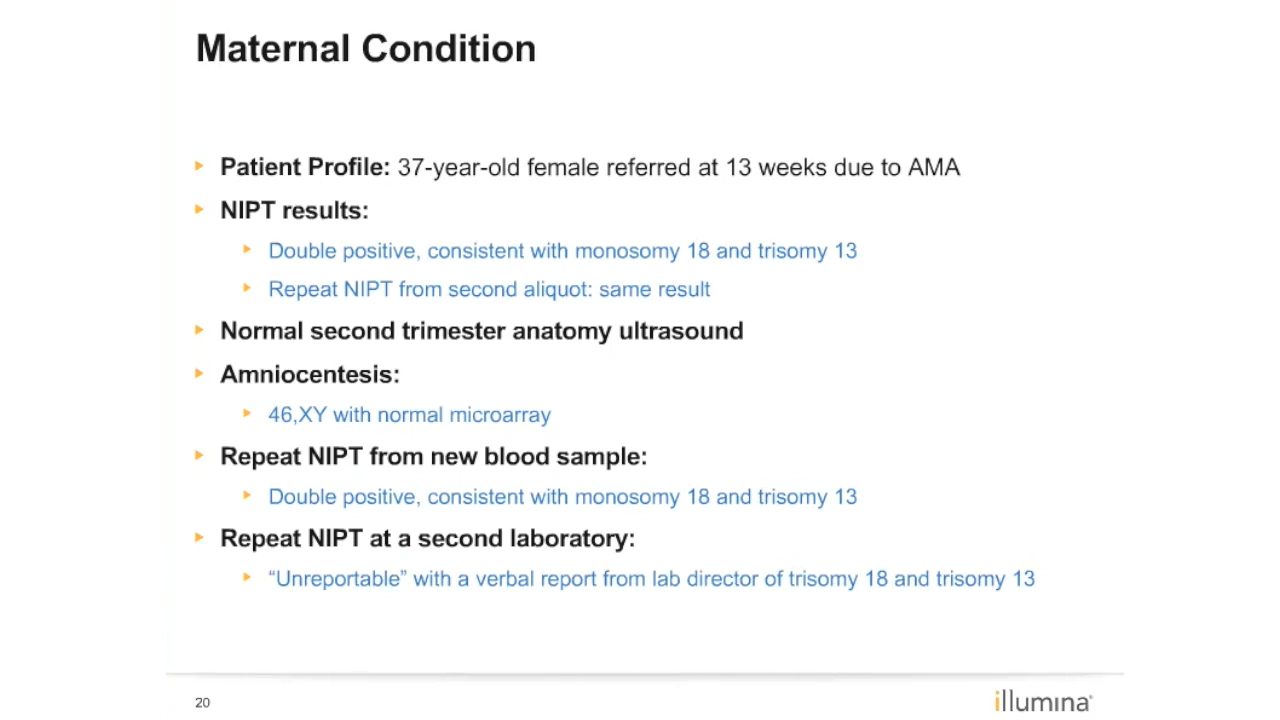 Maternal Condition
Patient Profile: 37-year-old female referred at 13 weeks due to AMA
NIPT results:
Double positive, consistent with monosomy 18 and trisomy 13
Repeat NIPT from second aliquot: same result
Normal second trimester anatomy ultrasound
Amniocentesis:
46,XY with normal microarray
Repeat NIPT from new blood sample:
Double positive, consistent with monosomy 18 and trisomy 13
Repeat NIPT at a second laboratory:
“Unreportable” with a verbal report from lab director of trisomy 18 and trisomy 13
20
illumina®